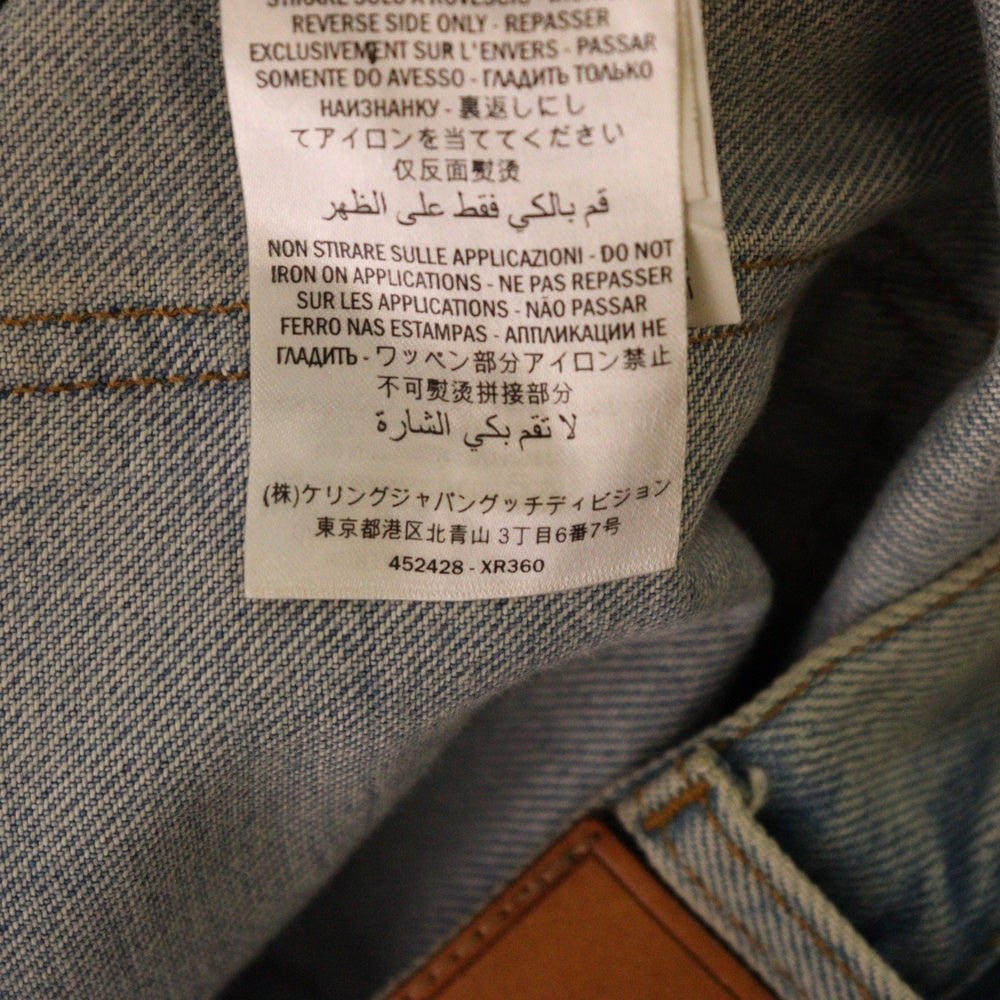 STIRARE SOLO A ROVESCIO
REVERSE SIDE ONLY - REPASSER
EXCLUSIVEMENT SUR L'ENVERS - PASSAR
SOMENTE DO AVESSO - ГЛАДИТЬ ТОЛЬКО
НАИЗНАНКУ - 裏返しにし
てアイロンを当ててください
仅反面熨烫
قم بالكي فقط على الظهر
NON STIRARE SULLE APPLICAZIONI - DO NOT
IRON ON APPLICATIONS - NE PAS REPASSER
SUR LES APPLICATIONS - NÃO PASSAR
FERRO NAS ESTAMPAS - АППЛИКАЦИИ НЕ
ГЛАДИТЬ - ワッペン部分アイロン禁止
不可熨烫拼接部分
لا تقم بكي الشارة
(株)ケリングジャパングッチディビジョン
東京都港区北青山 3丁目6番7号
452428 - XR360